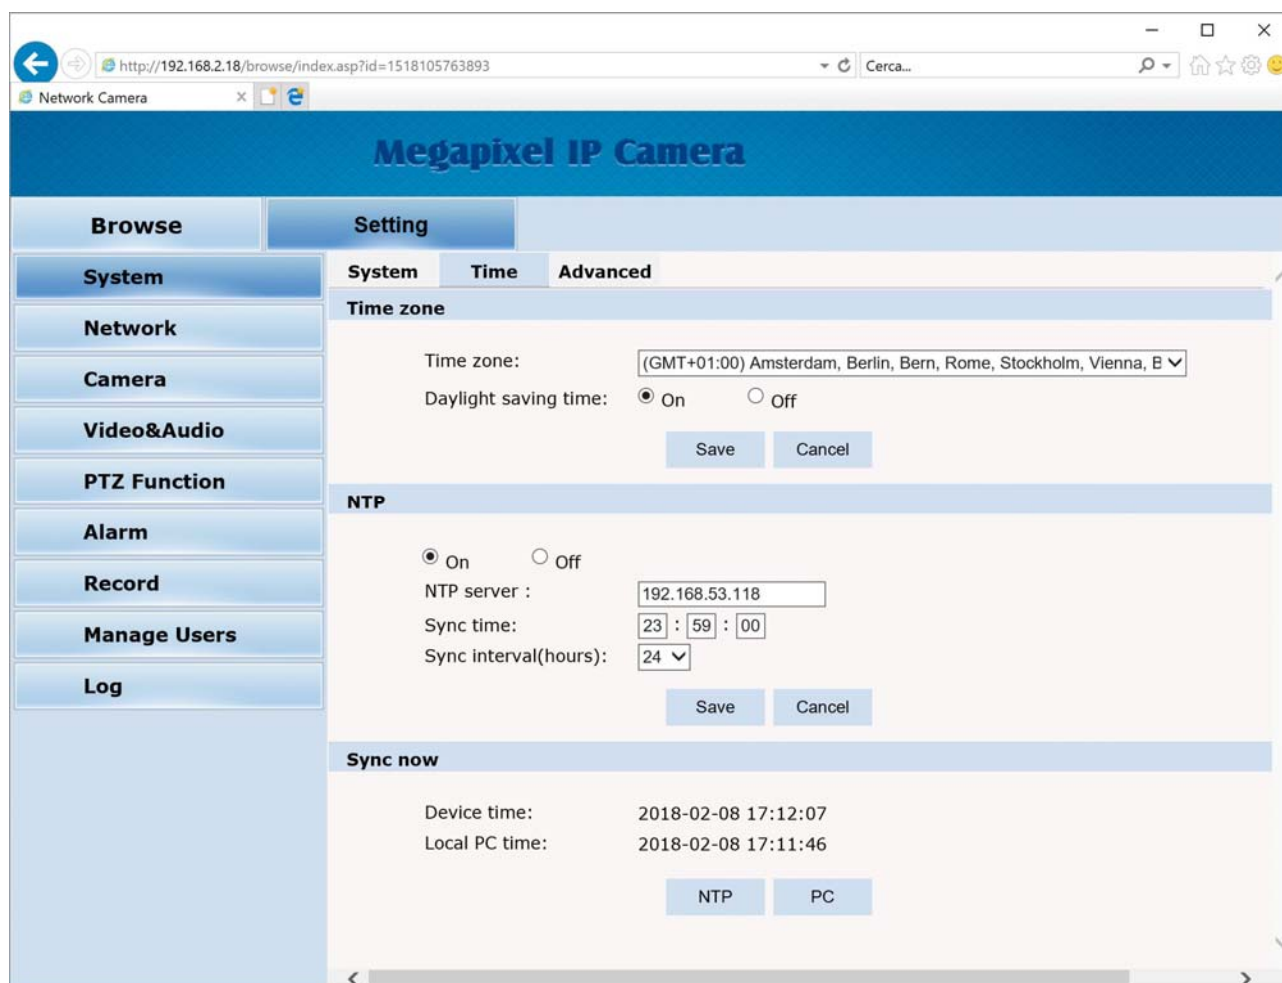 http://192.168.2.18/browse/index.asp?id=1518105763893
Cerca...
Network Camera
Megapixel IP Camera
Browse
Setting
System
Network
Camera
Video&Audio
PTZ Function
Alarm
Record
Manage Users
Log
System Time Advanced
Time zone
Time zone: (GMT+01:00) Amsterdam, Berlin, Bern, Rome, Stockholm, Vienna, B
Daylight saving time: On Off
Save Cancel
NTP
On Off
NTP server : 192.168.53.118
Sync time: 23 : 59 : 00
Sync interval(hours): 24
Save Cancel
Sync now
Device time: 2018-02-08 17:12:07
Local PC time: 2018-02-08 17:11:46
NTP PC